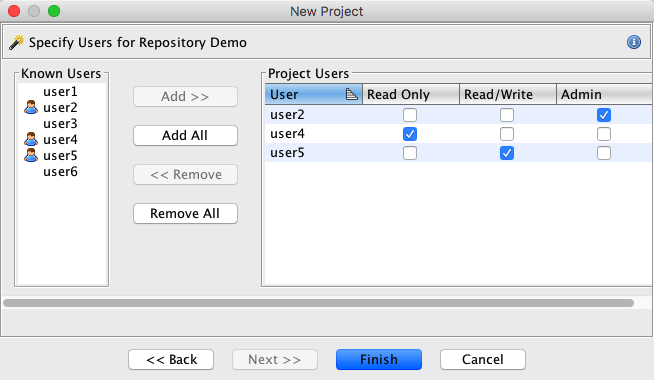 New Project
Specify Users for Repository Demo
Known Users
user1
user2
user3
user4
user5
user6
Add >>
Add All
<< Remove
Remove All
Project Users
User Read Only Read/Write Admin
user2
user4
user5
<< Back Next >> Finish Cancel